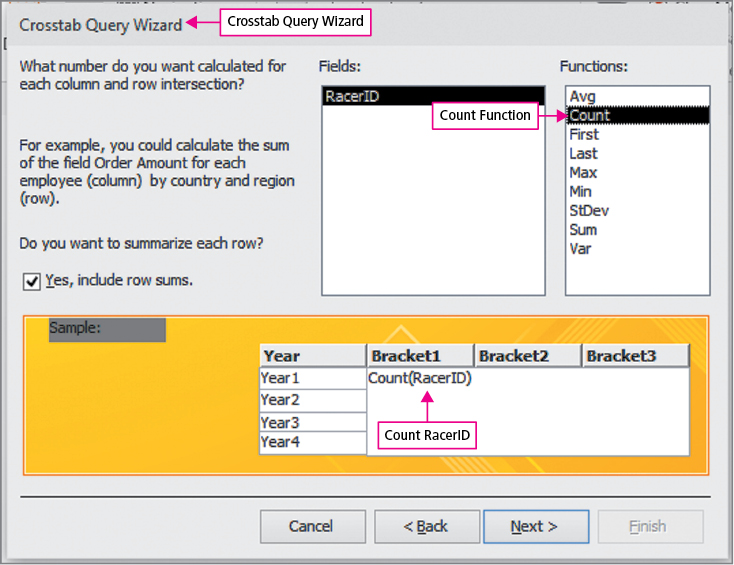 Crosstab Query Wizard
Crosstab Query Wizard
What number do you want calculated for
each column and row intersection?
For example, you could calculate the sum
of the field Order Amount for each
employee (column) by country and region
(row).
Do you want to summarize each row?
Yes, include row sums.
Fields:
RacerID
Count Function
Functions:
Avg
Count
First
Last
Max
Min
StDev
Sum
Var
Sample:
Year Bracket1 Bracket2 Bracket3
Year1 Count(RacerID)
Year2
Year3
Year4
Count RacerID
Cancel
< Back
Next >
Finish